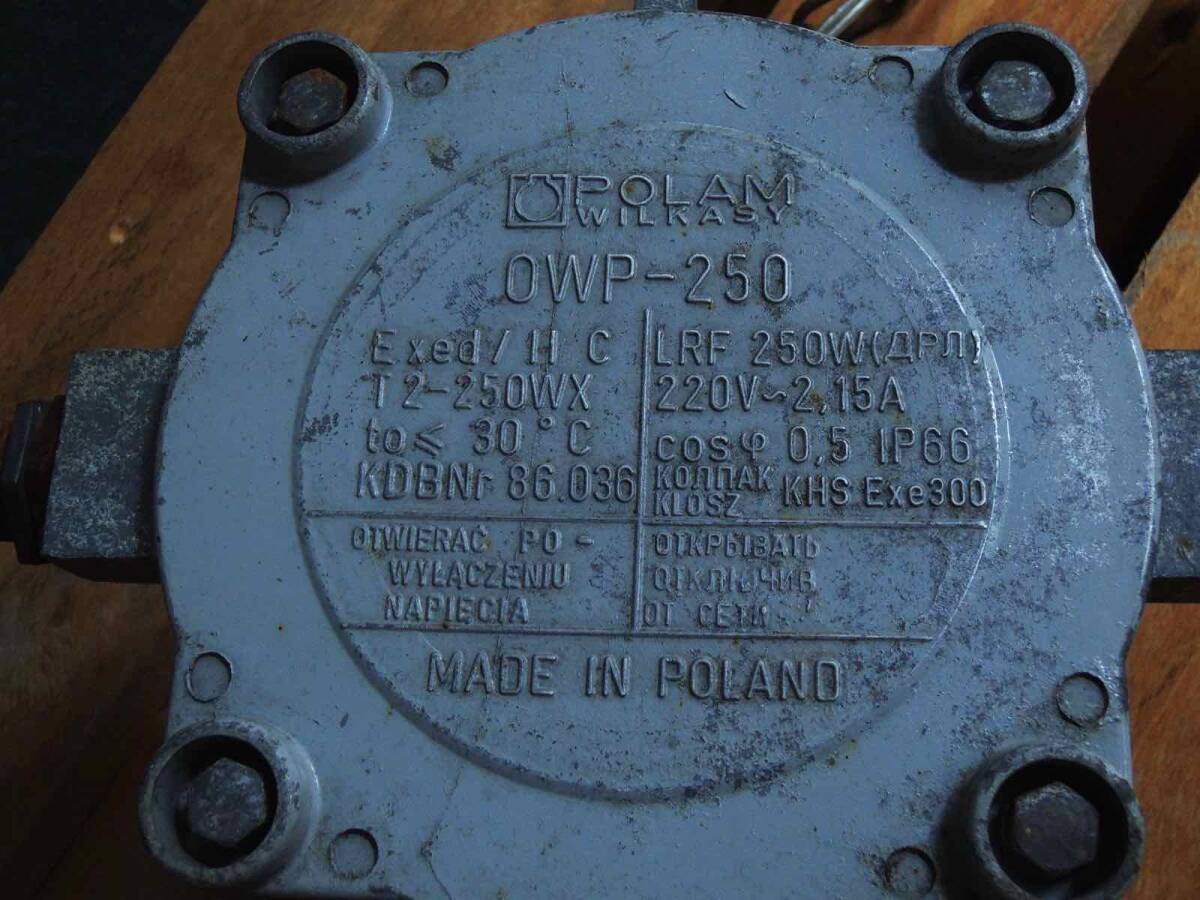 POLAM
WILKASY
OWP-250
Exed/II C
T2-250WX
to≤ 30°C
KDBNr 86.036
LRF 250W(ДРЛ)
220V~2,15A
cosφ 0,5 IP66
КОЛПАК
KLOSZ KHS Exe300
OTWIERAĆ PO-
WYŁĄCZENIU
NAPIĘCIA
ОТКРЫВАТЬ
ОТКЛЮЧИВ
ОТ СЕТИ
MADE IN POLAND